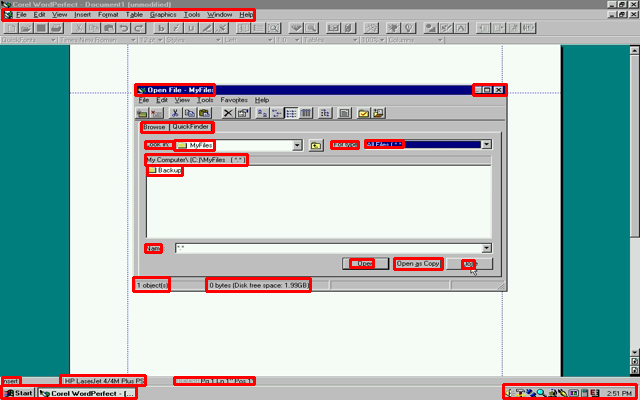 Corel WordPerfect - Document1 (unmodified)
File Edit View Insert Format Table Graphics Tools Window Help
QuickFonts Times New Roman 12 pt Styles Left 1.0 Tables 100% Columns
Open File - MyFiles
File Edit View Tools Favorites Help
Browse QuickFinder
Look in: MyFiles For type: All Files (*.*)
My Computer\ (C:)\MyFiles ( *.* )
Backup
Name: *.*
Open Open as Copy Close
1 object(s) 0 bytes (Disk free space: 1.99GB)
Insert HP LaserJet 4/4M Plus PS Pg 1 Ln 1" Pos 1"
Start Corel WordPerfect - [... 2:51 PM